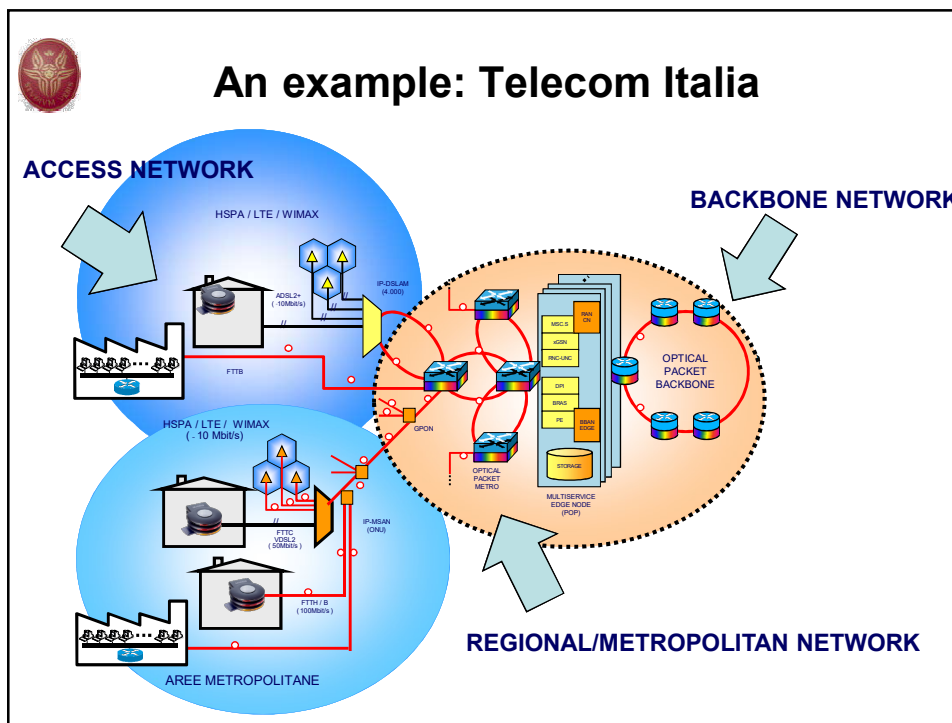 An example: Telecom Italia
ACCESS NETWORK
BACKBONE NETWORK
HSPA / LTE / WIMAX
ADSL2+
(~10Mbit/s)
IP-DSLAM
(4.000)
FTTB
MSC.S
xGSN
RNC-UNC
RAN
CN
DPI
BRAS
PE
BBAN
EDGE
STORAGE
OPTICAL
PACKET
BACKBONE
GPON
OPTICAL
PACKET
METRO
MULTISERVICE
EDGE NODE
(POP)
HSPA / LTE / WIMAX
(~10 Mbit/s)
FTTC
VDSL2
(50Mbit/s)
IP-MSAN
(ONU)
FTTH / B
(100Mbit/s)
REGIONAL/METROPOLITAN NETWORK
AREE METROPOLITANE